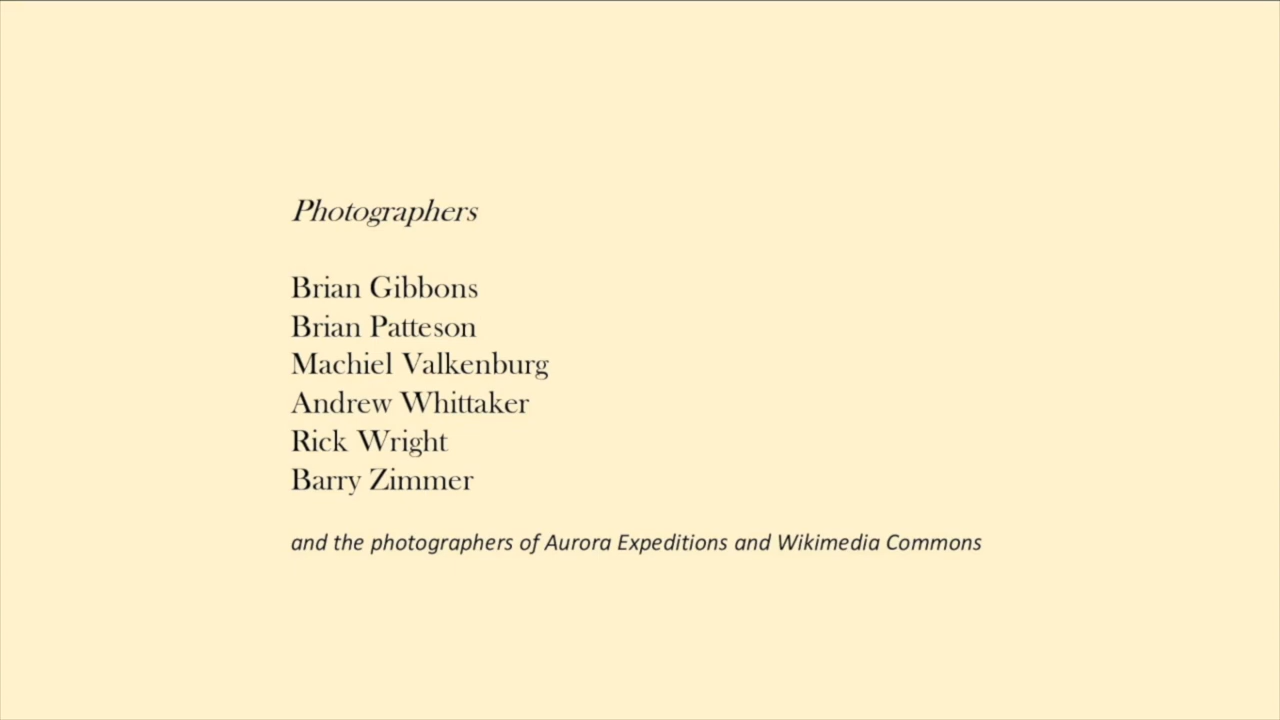 Photographers
Brian Gibbons
Brian Patteson
Machiel Valkenburg
Andrew Whittaker
Rick Wright
Barry Zimmer
and the photographers of Aurora Expeditions and Wikimedia Commons